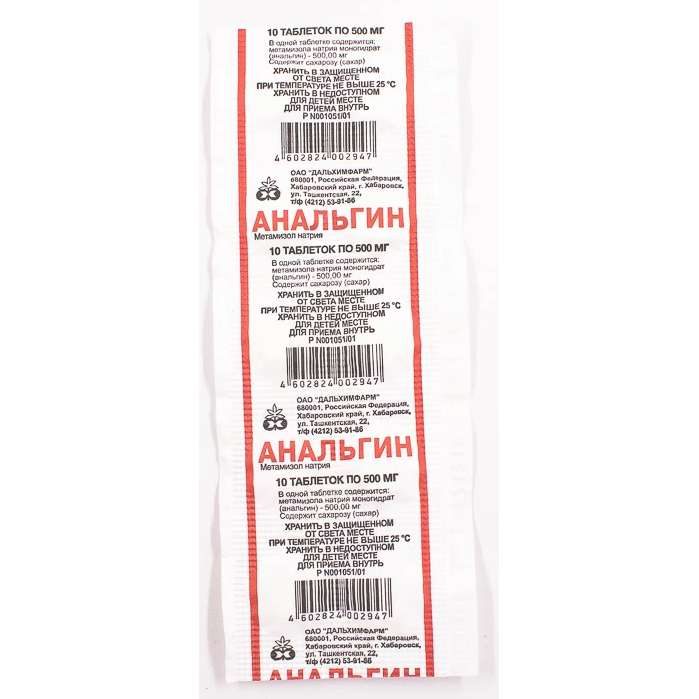 10 ТАБЛЕТОК ПО 500 МГ
В одной таблетке содержится:
метамизола натрия моногидрат
(анальгин) - 500,00 мг
Содержит сахарозу (сахар)
ХРАНИТЬ В ЗАЩИЩЕННОМ
ОТ СВЕТА МЕСТЕ
ПРИ ТЕМПЕРАТУРЕ НЕ ВЫШЕ 25 °С
ХРАНИТЬ В НЕДОСТУПНОМ
ДЛЯ ДЕТЕЙ МЕСТЕ
ДЛЯ ПРИЕМА ВНУТРЬ
Р N001051/01
4 602824 002947
ОАО "ДАЛЬХИМФАРМ"
680001, Российская Федерация,
Хабаровский край, г. Хабаровск,
ул. Ташкентская, 22,
т/ф (4212) 53-91-86
АНАЛЬГИН
Метамизол натрия
10 ТАБЛЕТОК ПО 500 МГ
В одной таблетке содержится:
метамизола натрия моногидрат
(анальгин) - 500,00 мг
Содержит сахарозу (сахар)
ХРАНИТЬ В ЗАЩИЩЕННОМ
ОТ СВЕТА МЕСТЕ
ПРИ ТЕМПЕРАТУРЕ НЕ ВЫШЕ 25 °С
ХРАНИТЬ В НЕДОСТУПНОМ
ДЛЯ ДЕТЕЙ МЕСТЕ
ДЛЯ ПРИЕМА ВНУТРЬ
Р N001051/01
4 602824 002947
ОАО "ДАЛЬХИМФАРМ"
680001, Российская Федерация,
Хабаровский край, г. Хабаровск,
ул. Ташкентская, 22,
т/ф (4212) 53-91-86
АНАЛЬГИН
Метамизол натрия
10 ТАБЛЕТОК ПО 500 МГ
В одной таблетке содержится:
метамизола натрия моногидрат
(анальгин) - 500,00 мг
Содержит сахарозу (сахар)
ХРАНИТЬ В ЗАЩИЩЕННОМ
ОТ СВЕТА МЕСТЕ
ПРИ ТЕМПЕРАТУРЕ НЕ ВЫШЕ 25 °С
ХРАНИТЬ В НЕДОСТУПНОМ
ДЛЯ ДЕТЕЙ МЕСТЕ
ДЛЯ ПРИЕМА ВНУТРЬ
Р N001051/01
4 602824 002947
ОАО "ДАЛЬХИМФАРМ"
680001, Российская Федерация,
Хабаровский край, г. Хабаровск,
ул. Ташкентская, 22,
т/ф (4212) 53-91-86
АНАЛЬГИН